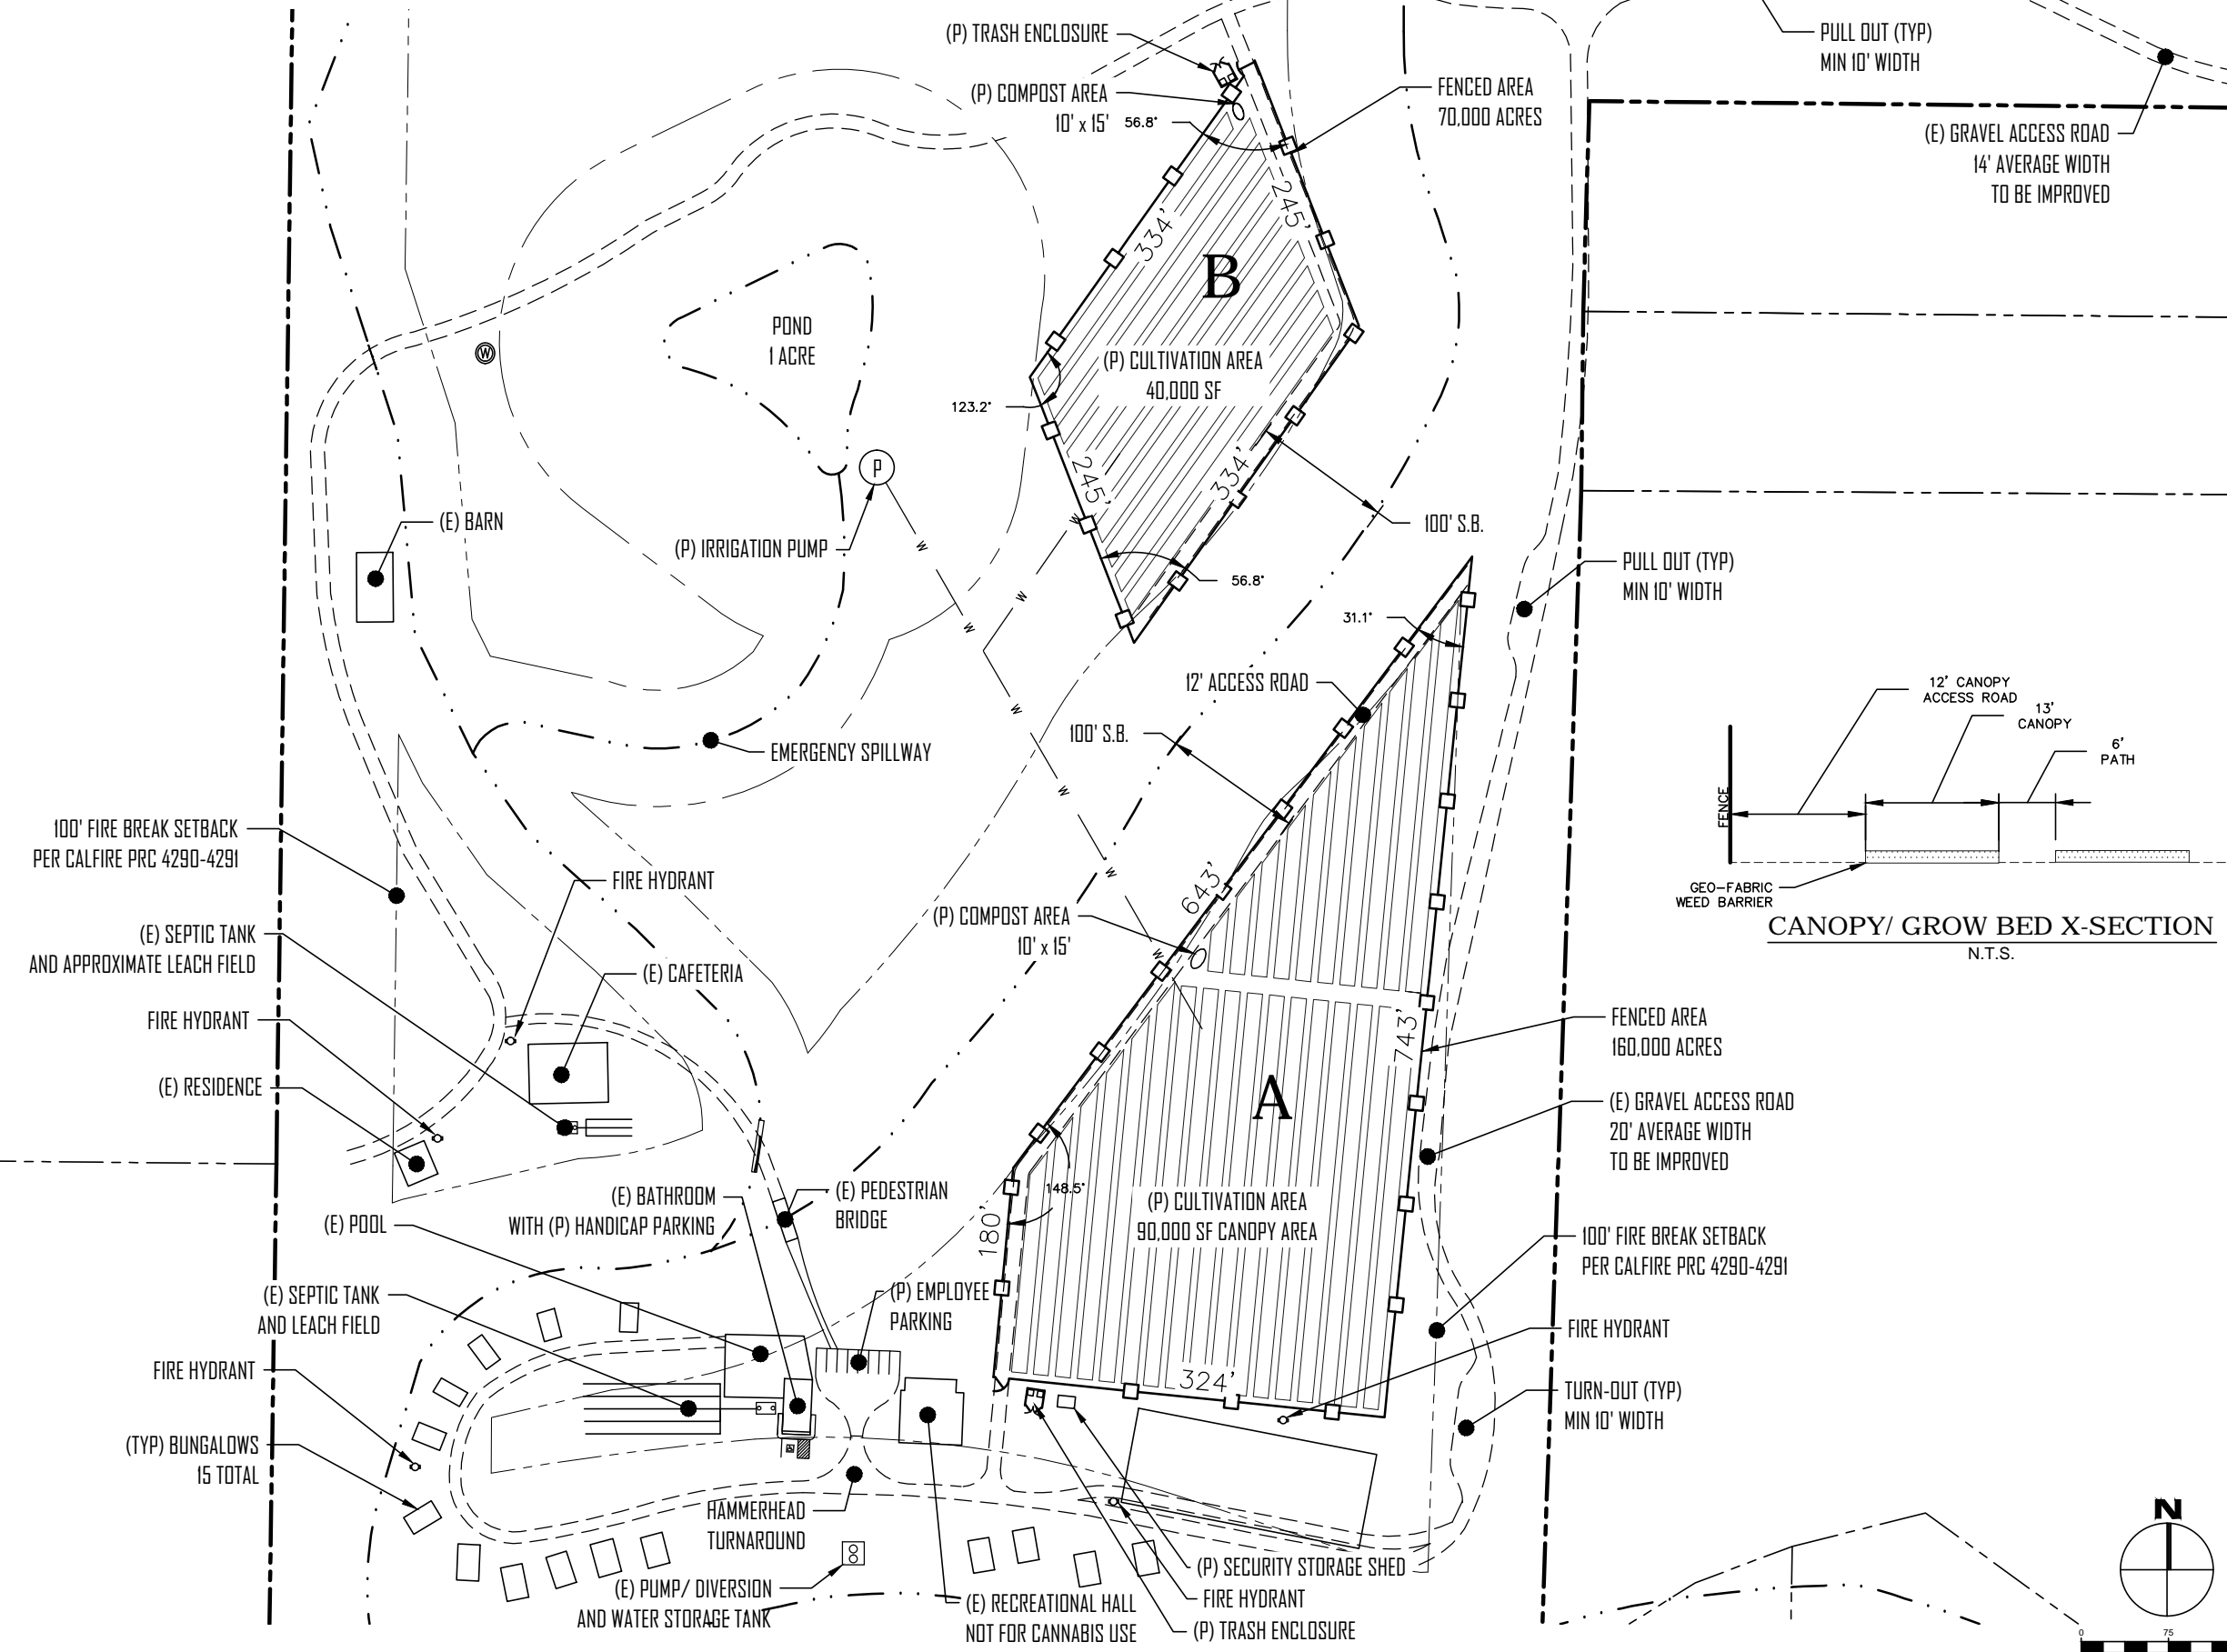 (P) TRASH ENCLOSURE
(P) COMPOST AREA
10' x 15'
56.8°
FENCED AREA
70,000 ACRES
PULL OUT (TYP)
MIN 10' WIDTH
(E) GRAVEL ACCESS ROAD
14' AVERAGE WIDTH
TO BE IMPROVED
334'
245'
B
(P) CULTIVATION AREA
40,000 SF
POND
1 ACRE
W
123.2°
245'
334'
P
(P) IRRIGATION PUMP
(E) BARN
W
W
W
W
W
W
W
W
100' S.B.
56.8°
PULL OUT (TYP)
MIN 10' WIDTH
31.1°
12' ACCESS ROAD
100' S.B.
EMERGENCY SPILLWAY
12' CANOPY
ACCESS ROAD
13'
CANOPY
6'
PATH
FENCE
GEO-FABRIC
WEED BARRIER
CANOPY/ GROW BED X-SECTION
N.T.S.
100' FIRE BREAK SETBACK
PER CALFIRE PRC 4290-4291
FIRE HYDRANT
643'
(P) COMPOST AREA
10' x 15'
(E) SEPTIC TANK
AND APPROXIMATE LEACH FIELD
(E) CAFETERIA
FIRE HYDRANT
(E) RESIDENCE
743'
FENCED AREA
160,000 ACRES
A
(E) GRAVEL ACCESS ROAD
20' AVERAGE WIDTH
TO BE IMPROVED
148.5°
180'
(P) CULTIVATION AREA
90,000 SF CANOPY AREA
(E) BATHROOM
WITH (P) HANDICAP PARKING
(E) PEDESTRIAN
BRIDGE
(E) POOL
100' FIRE BREAK SETBACK
PER CALFIRE PRC 4290-4291
(E) SEPTIC TANK
AND LEACH FIELD
(P) EMPLOYEE
PARKING
FIRE HYDRANT
FIRE HYDRANT
324'
TURN-OUT (TYP)
MIN 10' WIDTH
(TYP) BUNGALOWS
15 TOTAL
HAMMERHEAD
TURNAROUND
(E) PUMP/ DIVERSION
AND WATER STORAGE TANK
(E) RECREATIONAL HALL
NOT FOR CANNABIS USE
(P) SECURITY STORAGE SHED
FIRE HYDRANT
(P) TRASH ENCLOSURE
N
0
75